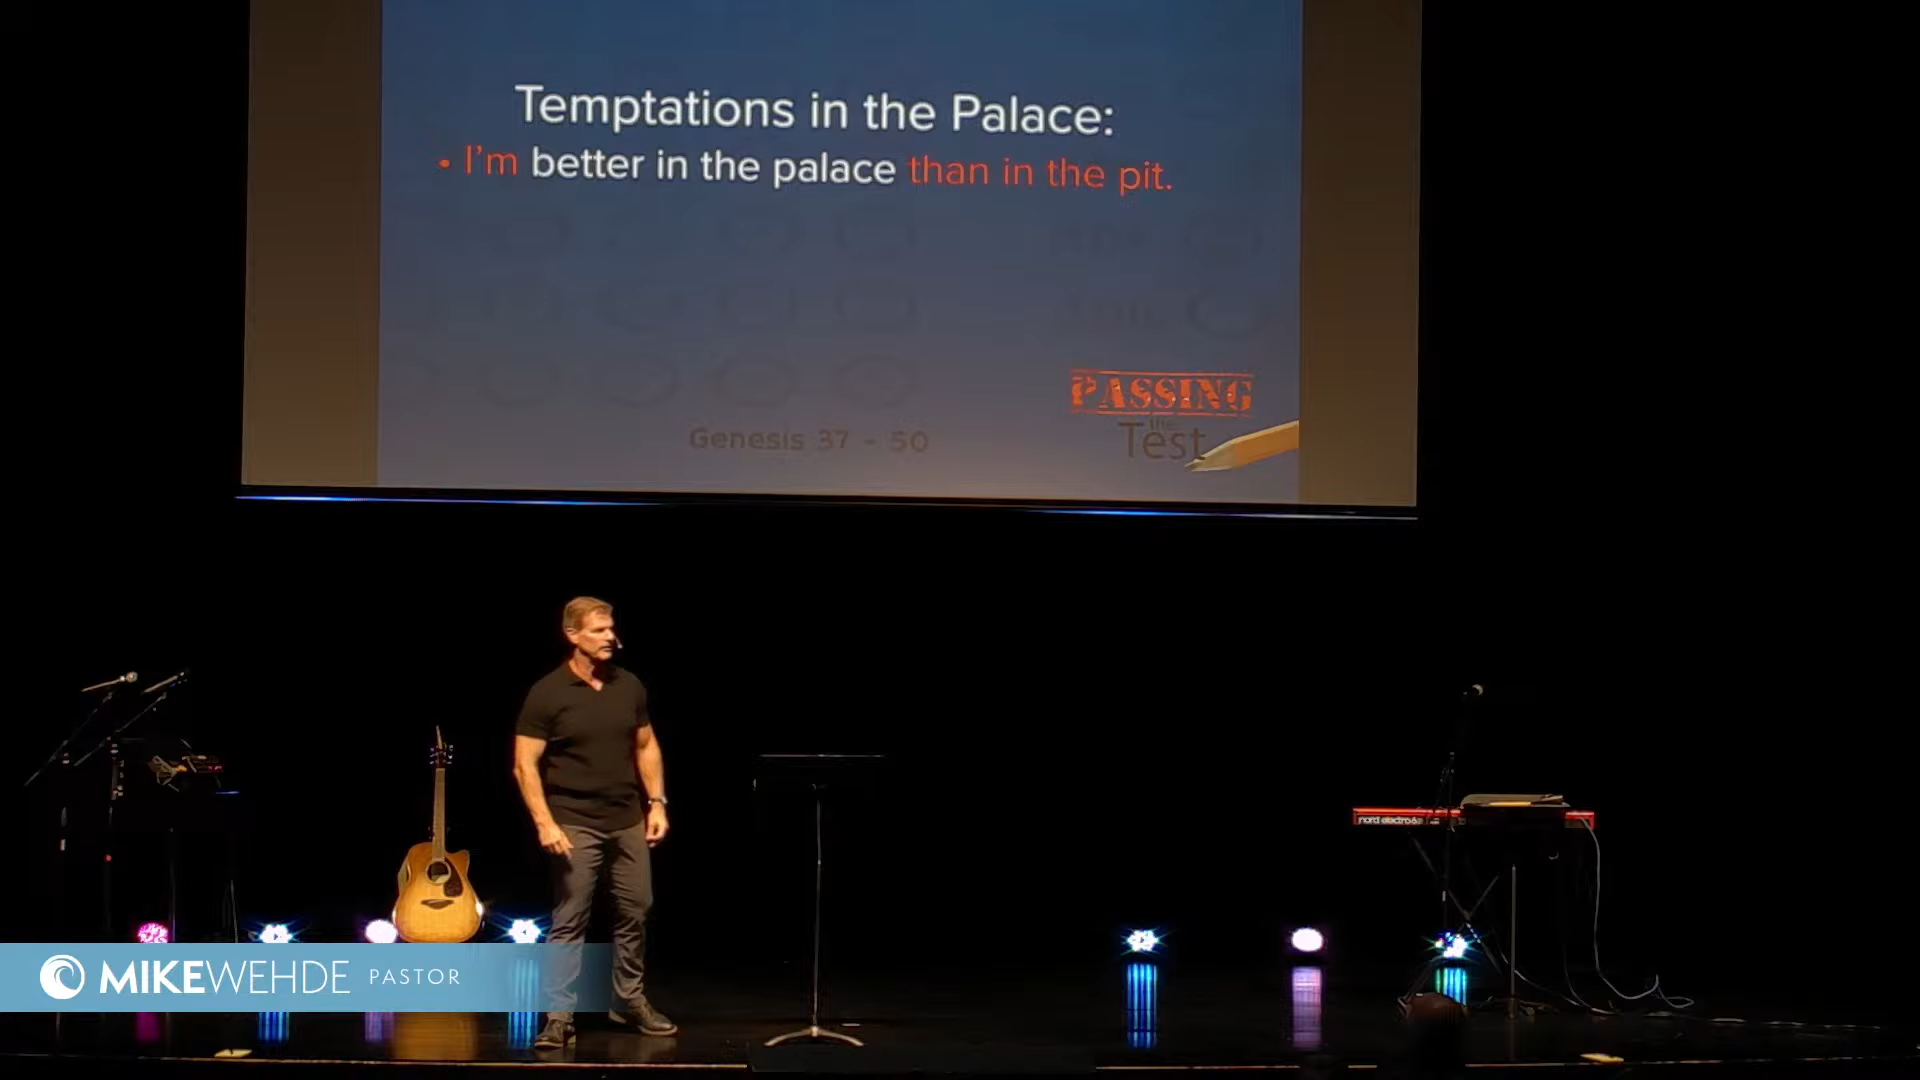 Temptations in the Palace:
• I'm better in the palace than in the pit.
PASSING
the
Test
Genesis 37 - 50
nord electro 6
MIKEWEHDE PASTOR